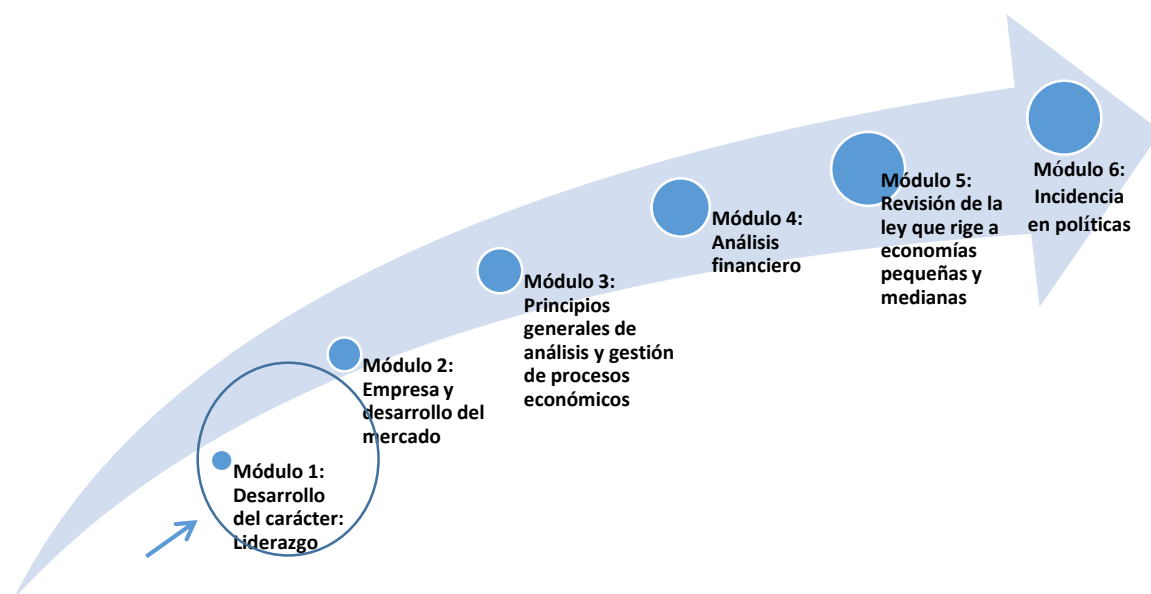 Módulo 1:
Desarrollo
del carácter:
Liderazgo
Módulo 2:
Empresa y
desarrollo del
mercado
Módulo 3:
Principios
generales de
análisis y gestión
de procesos
económicos
Módulo 4:
Análisis
financiero
Módulo 5:
Revisión de la
ley que rige a
economías
pequeñas y
medianas
Módulo 6:
Incidencia
en políticas